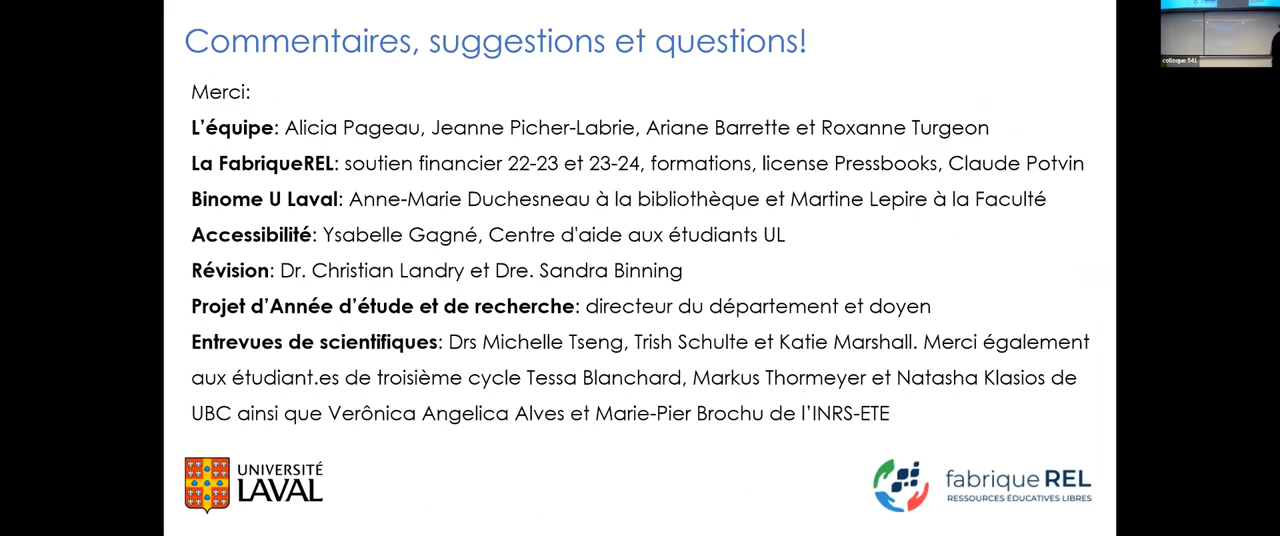 Commentaires, suggestions et questions!
colloque 541
Merci:
L'équipe: Alicia Pageau, Jeanne Picher-Labrie, Ariane Barrette et Roxanne Turgeon
La FabriqueREL: soutien financier 22-23 et 23-24, formations, license Pressbooks, Claude Potvin
Binome U Laval: Anne-Marie Duchesneau à la bibliothèque et Martine Lepire à la Faculté
Accessibilité: Ysabelle Gagné, Centre d'aide aux étudiants UL
Révision: Dr. Christian Landry et Dre. Sandra Binning
Projet d'Année d'étude et de recherche: directeur du département et doyen
Entrevues de scientifiques: Drs Michelle Tseng, Trish Schulte et Katie Marshall. Merci également
aux étudiant.es de troisième cycle Tessa Blanchard, Markus Thormeyer et Natasha Klasios de
UBC ainsi que Verônica Angelica Alves et Marie-Pier Brochu de l'INRS-ETE
UNIVERSITÉ
LAVAL
fabrique REL
RESSOURCES ÉDUCATIVES LIBRES